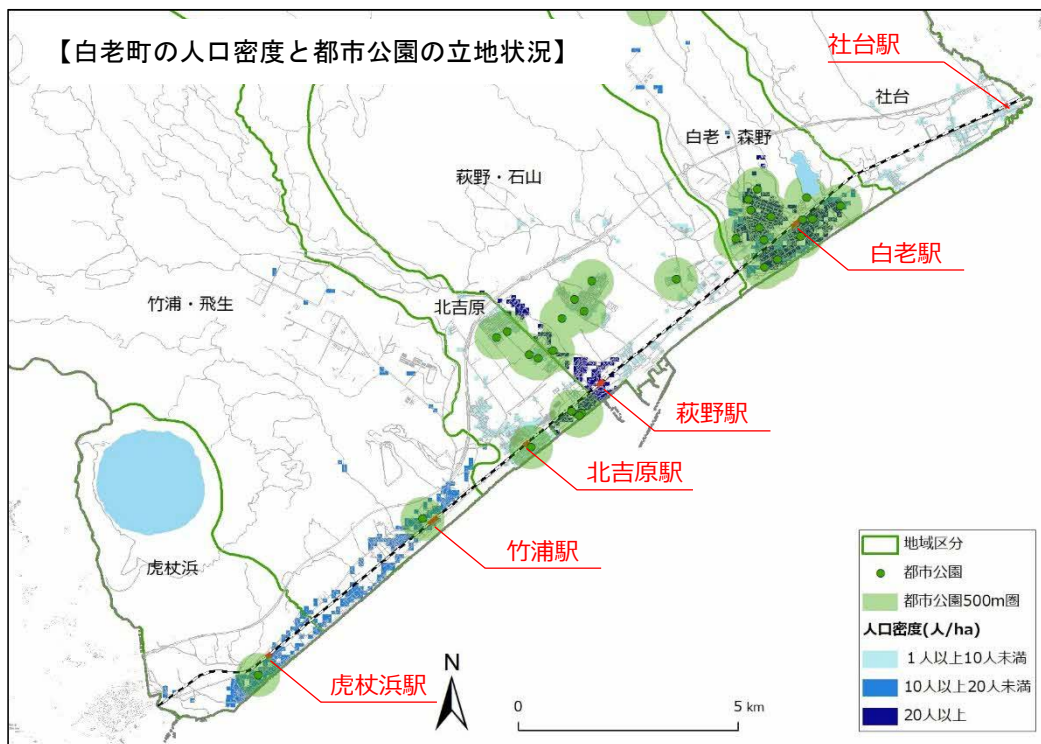 【白老町の人口密度と都市公園の立地状況】
社台駅
社台
白老・森野
萩野・石山
白老駅
竹浦・飛生
北吉原
萩野駅
北吉原駅
竹浦駅
虎杖浜
虎杖浜駅
N
0
5 km
地域区分
都市公園
都市公園500m圏
人口密度(人/ha)
1人以上10人未満
10人以上20人未満
20人以上